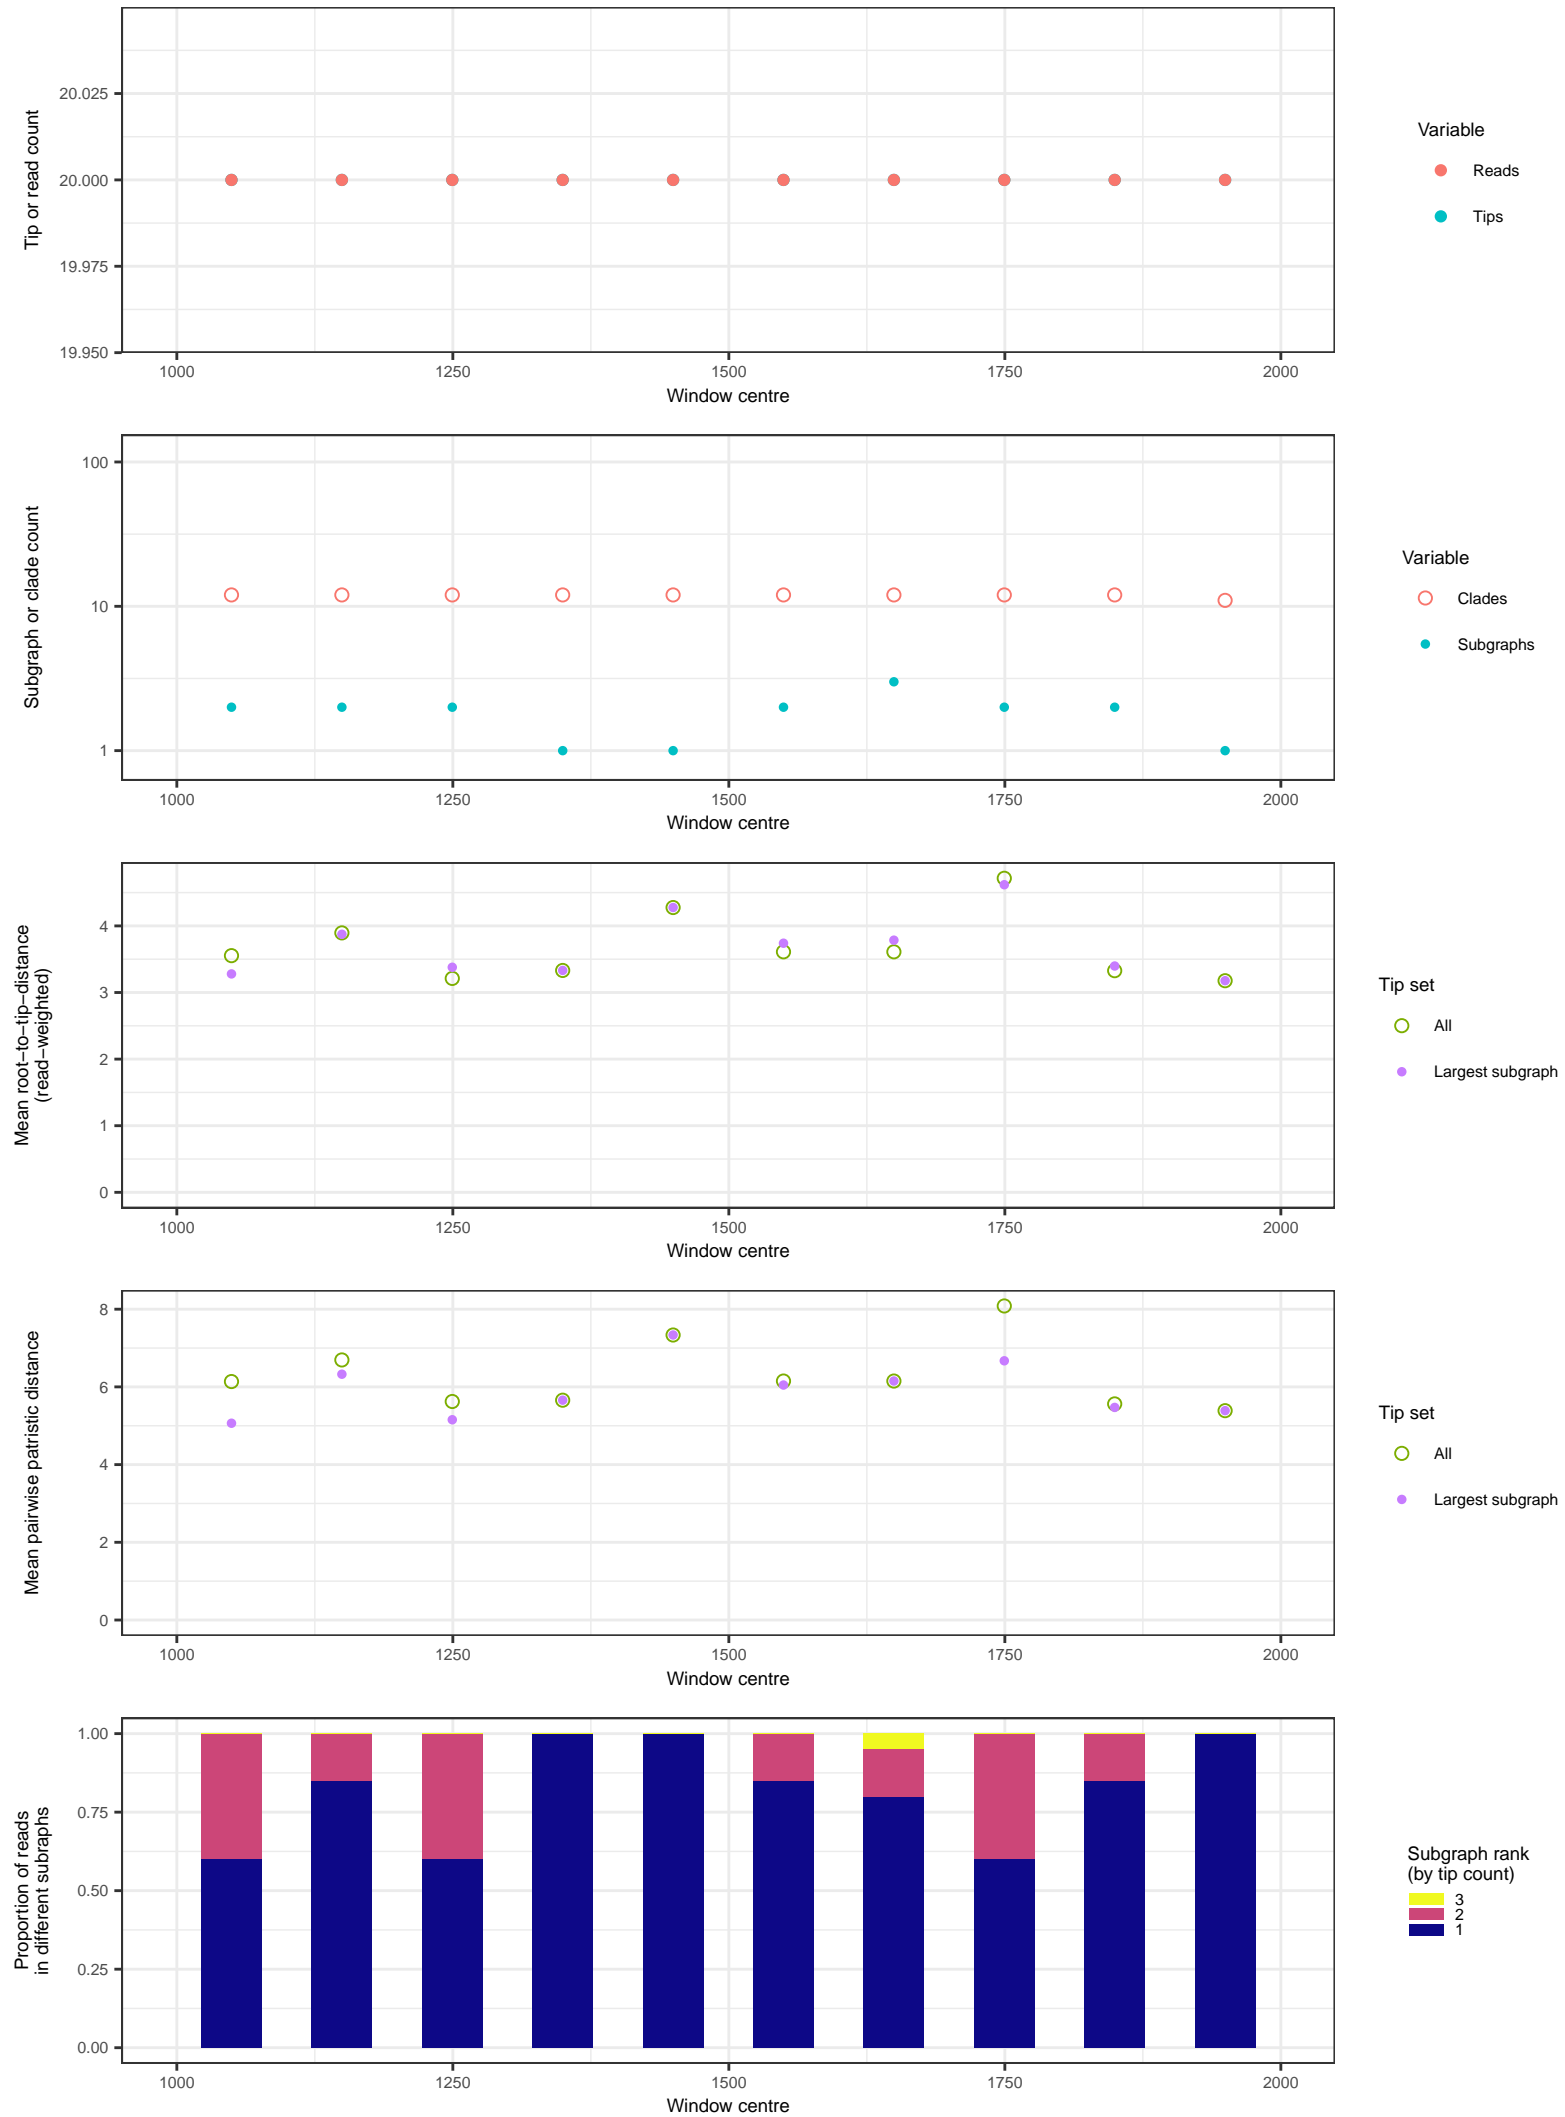 20.025
20.000
19.975
19.950
Tip or read count
1000 1250 1500 1750 2000
Window centre
Variable
Reads
Tips
100
10
1
Subgraph or clade count
1000 1250 1500 1750 2000
Window centre
Variable
Clades
Subgraphs
4
3
2
1
0
Mean root−to−tip−distance
(read−weighted)
1000 1250 1500 1750 2000
Window centre
Tip set
All
Largest subgraph
8
6
4
2
0
Mean pairwise patristic distance
1000 1250 1500 1750 2000
Window centre
Tip set
All
Largest subgraph
1.00
0.75
0.50
0.25
0.00
Proportion of reads
in different subraphs
1000 1250 1500 1750 2000
Window centre
Subgraph rank
(by tip count)
3
2
1